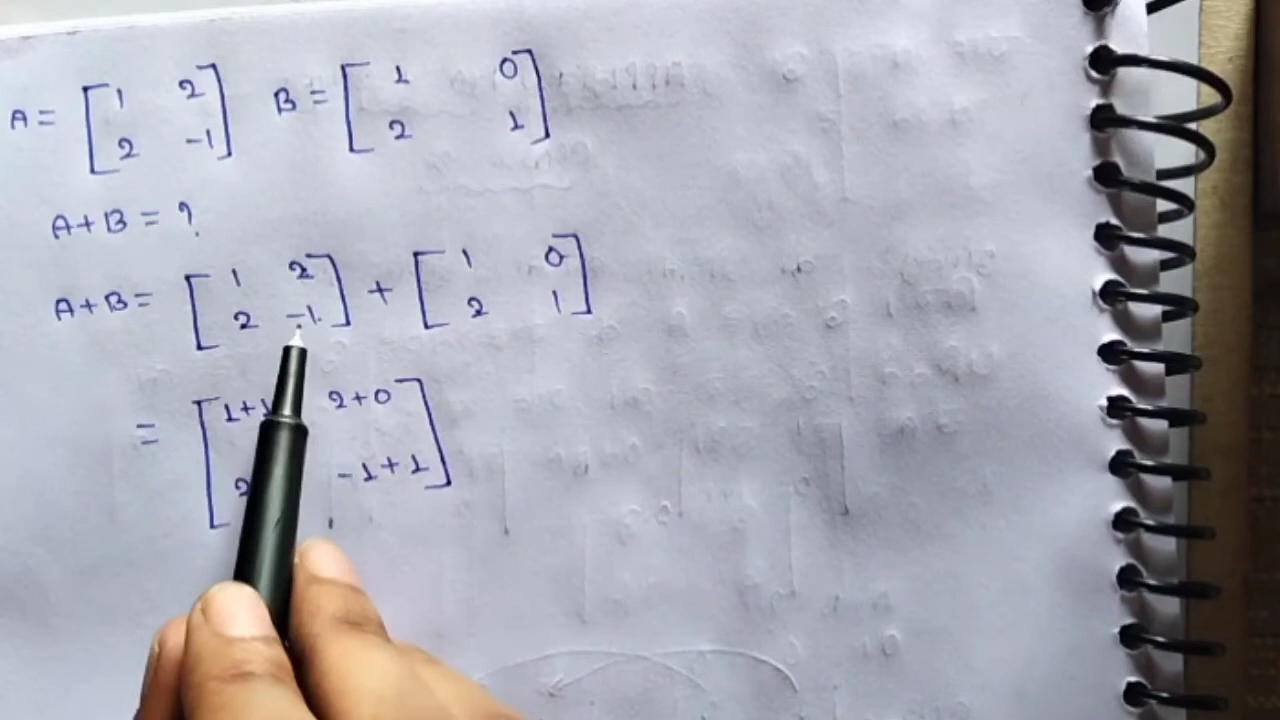 A = [ 1 2 B = [ 1 0
2 -1 ] 2 1 ]
A+B = ?
A+B = [ 1 2 ] + [ 1 0 ]
2 -1 2 1
= [ 1+1 2+0 ]
2 -1+1